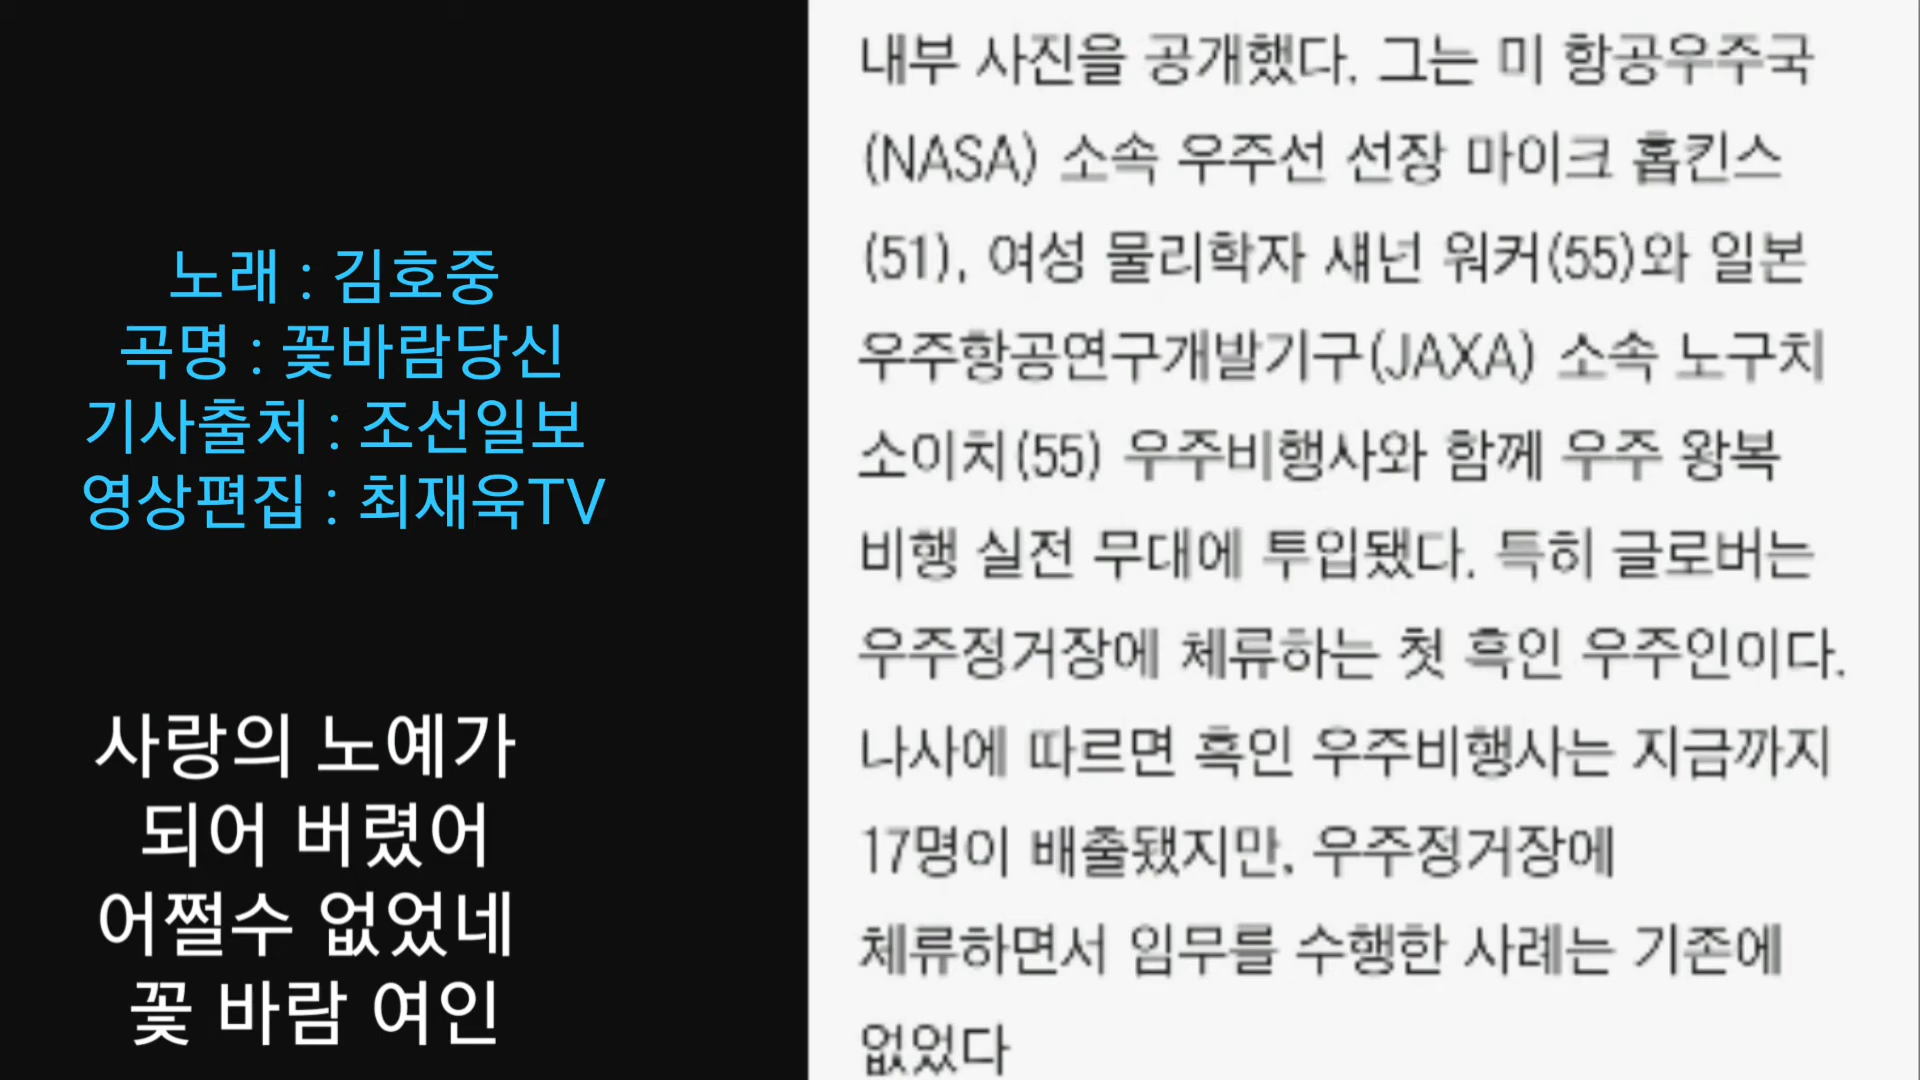 노래 : 김호중
곡명 : 꽃바람당신
기사출처 : 조선일보
영상편집 : 최재욱TV
사랑의 노예가
되어 버렸어
어쩔수 없었네
꽃 바람 여인
내부 사진을 공개했다. 그는 미 항공우주국
(NASA) 소속 우주선 선장 마이크 홉킨스
(51), 여성 물리학자 섀넌 워커(55)와 일본
우주항공연구개발기구(JAXA) 소속 노구치
소이치(55) 우주비행사와 함께 우주 왕복
비행 실전 무대에 투입됐다. 특히 글로버는
우주정거장에 체류하는 첫 흑인 우주인이다.
나사에 따르면 흑인 우주비행사는 지금까지
17명이 배출됐지만, 우주정거장에
체류하면서 임무를 수행한 사례는 기존에
없었다